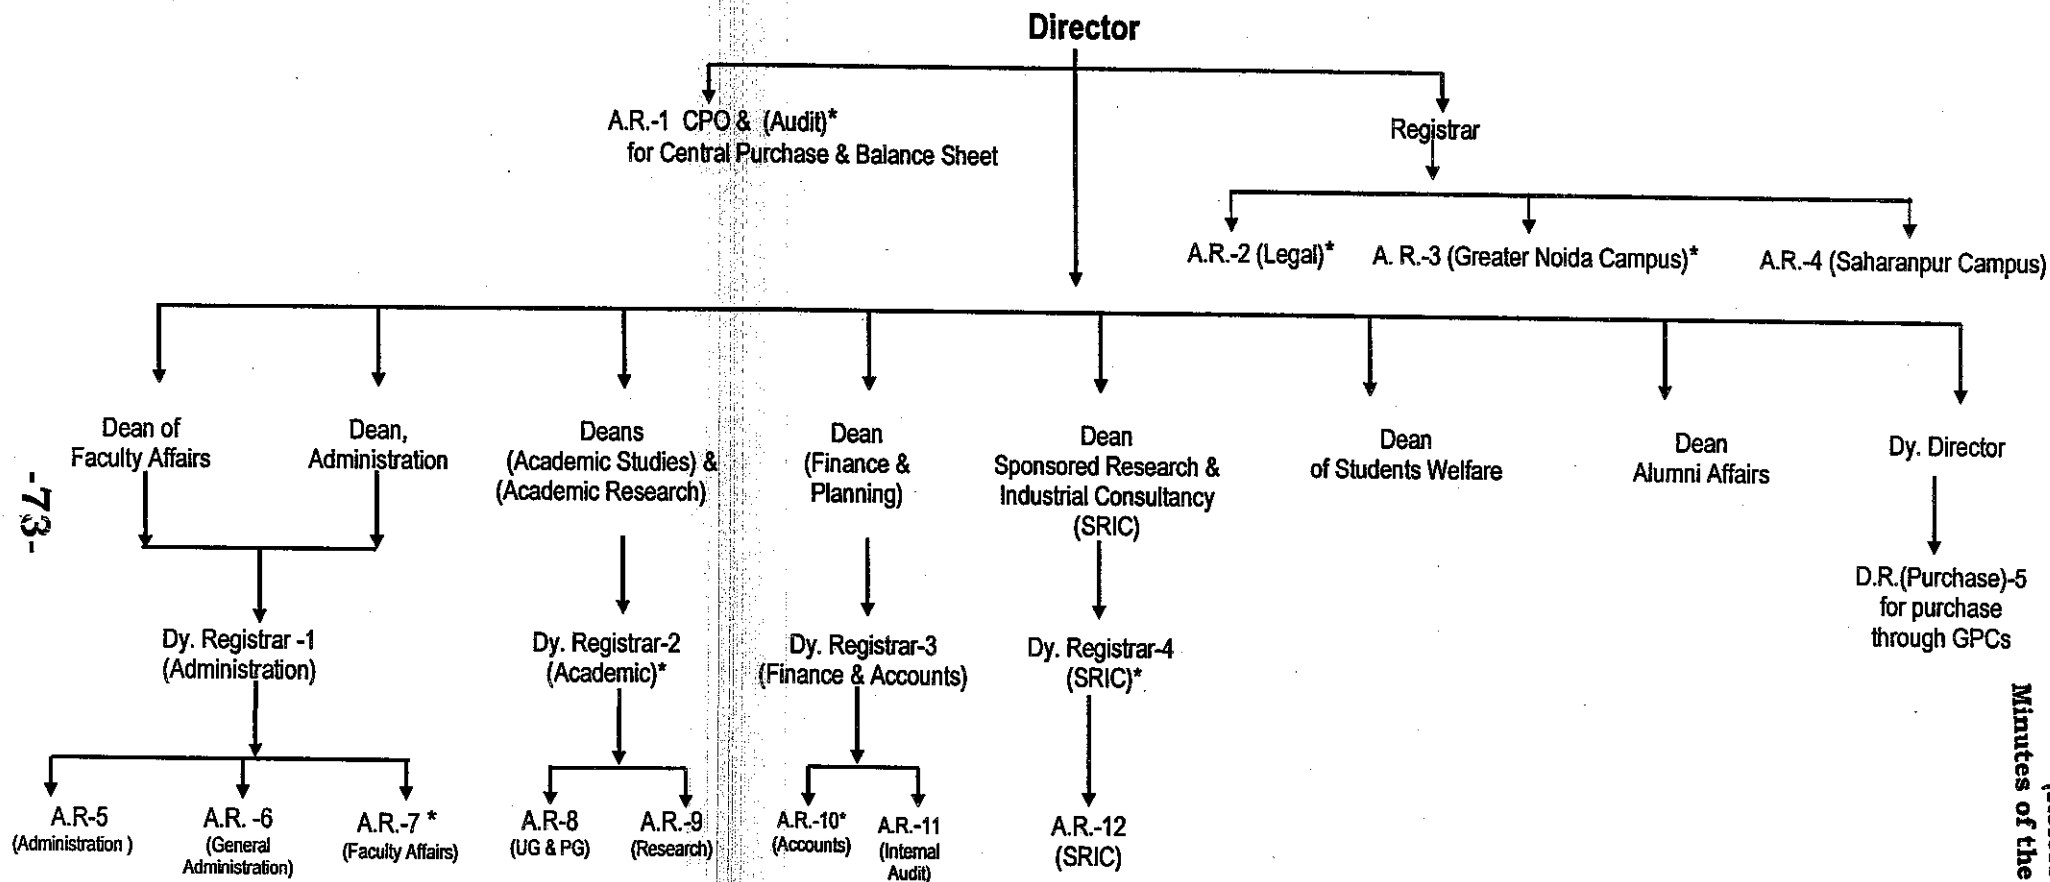 Director
A.R.-1 CPO & (Audit)*
for Central Purchase & Balance Sheet
Registrar
A.R.-2 (Legal)*
A. R.-3 (Greater Noida Campus)*
A.R.-4 (Saharanpur Campus)
Dean of
Faculty Affairs
Dean,
Administration
Deans
(Academic Studies) &
(Academic Research)
Dean
(Finance &
Planning)
Dean
Sponsored Research &
Industrial Consultancy
(SRIC)
Dean
of Students Welfare
Dean
Alumni Affairs
Dy. Director
-73-
Dy. Registrar -1
(Administration)
Dy. Registrar-2
(Academic)*
Dy. Registrar-3
(Finance & Accounts)
Dy. Registrar-4
(SRIC)*
D.R.(Purchase)-5
for purchase
through GPCs
A.R-5
(Administration )
A.R. -6
(General
Administration)
A.R.-7 *
(Faculty Affairs)
A.R-8
(UG & PG)
A.R.-9
(Research)
A.R.-10*
(Accounts)
A.R.-11
(Internal
Audit)
A.R.-12
(SRIC)
Minutes of the